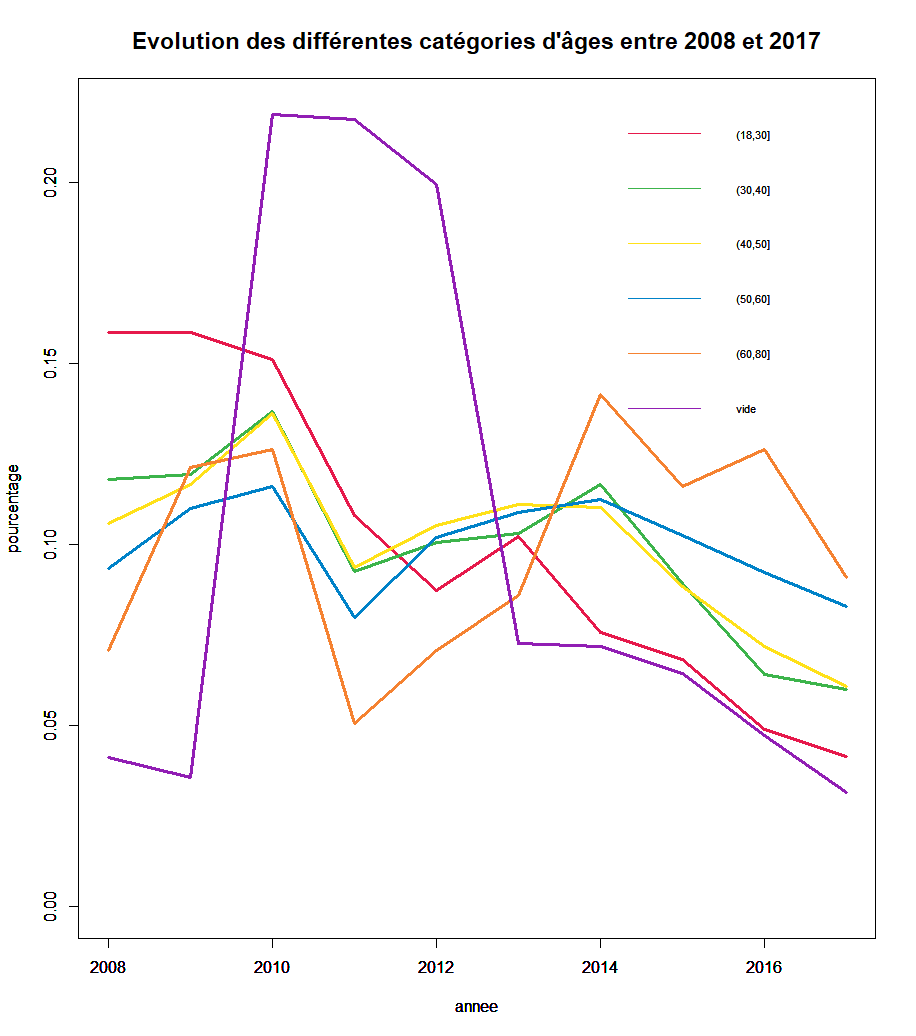 Evolution des différentes catégories d'âges entre 2008 et 2017
(18,30]
(30,40]
(40,50]
(50,60]
(60,80]
vide
0.20
0.15
0.10
0.05
0.00
pourcentage
2008 2010 2012 2014 2016
annee